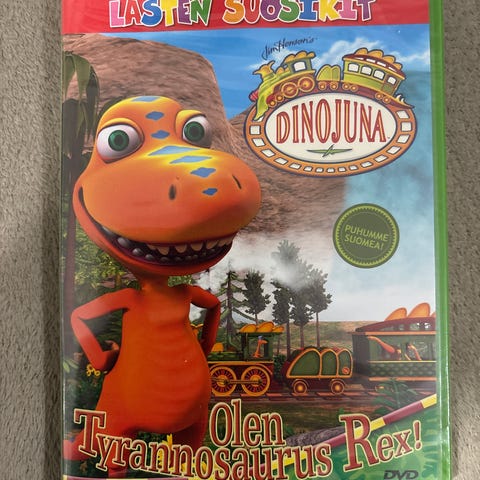 LASTEN SUOSIKIT
Jim Henson's
DINOJUNA
PUHUMME
SUOMEA!
Olen
Tyrannosaurus Rex!
DVD